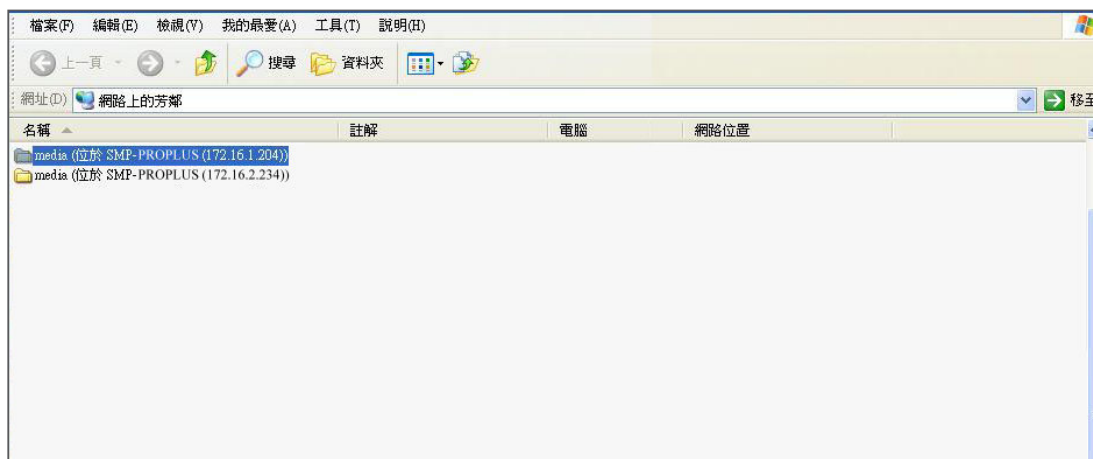 檔案(F) 編輯(E) 檢視(V) 我的最愛(A) 工具(T) 說明(H)
上一頁 搜尋 資料夾
網址(D) 網路上的芳鄰 移至
名稱 註解 電腦 網路位置
media (位於 SMP-PROPLUS (172.16.1.204))
media (位於 SMP-PROPLUS (172.16.2.234))